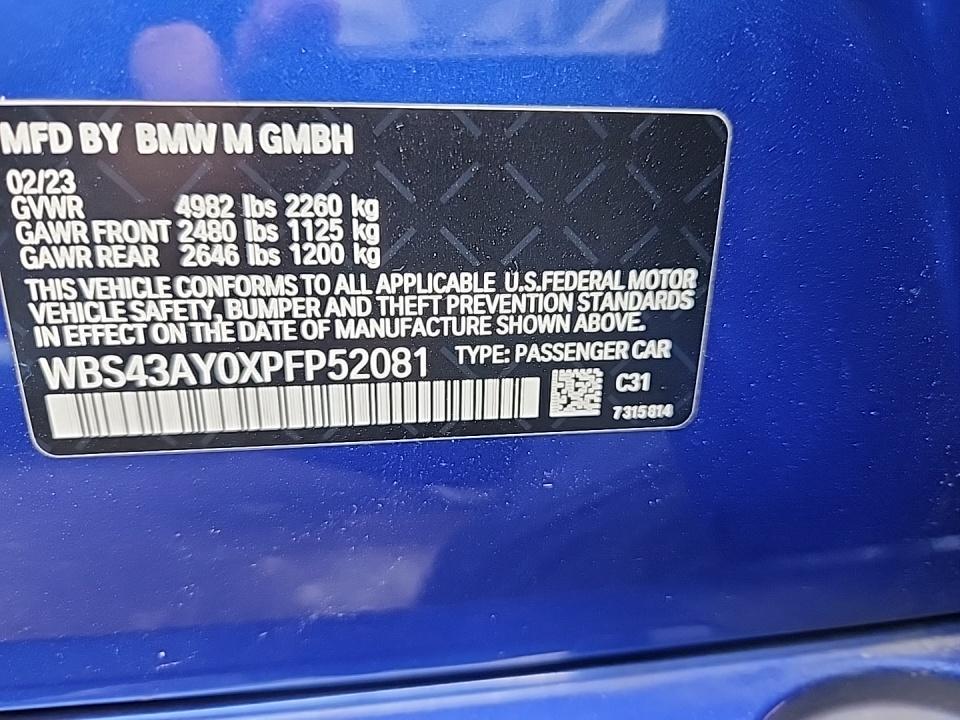 MFD BY BMW M GMBH
02/23
GVWR 4982 lbs 2260 kg
GAWR FRONT 2480 lbs 1125 kg
GAWR REAR 2646 lbs 1200 kg
THIS VEHICLE CONFORMS TO ALL APPLICABLE U.S.FEDERAL MOTOR
VEHICLE SAFETY, BUMPER AND THEFT PREVENTION STANDARDS
IN EFFECT ON THE DATE OF MANUFACTURE SHOWN ABOVE.
WBS43AY0XPFP52081 TYPE: PASSENGER CAR
C31
7315814